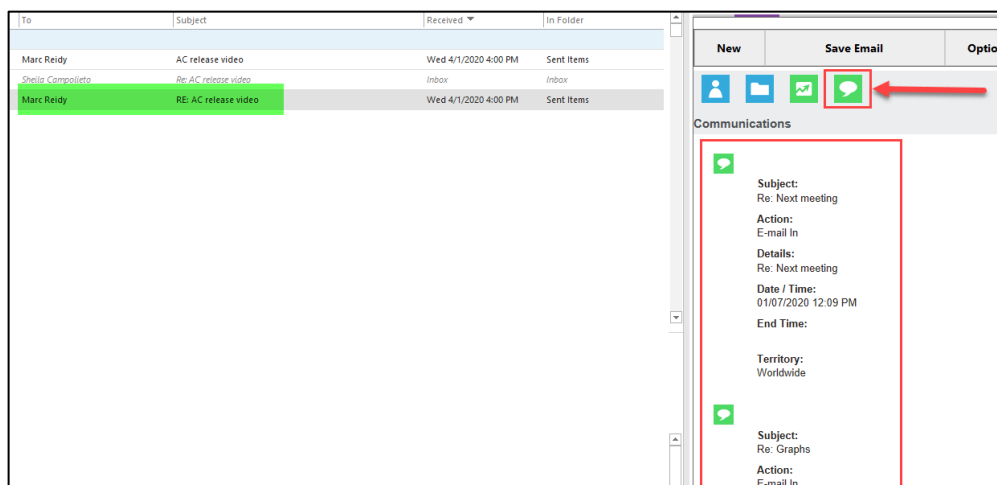 To Subject Received In Folder
Marc Reidy AC release video Wed 4/1/2020 4:00 PM Sent Items
Sheila Campolieto Re: AC release video Inbox Inbox
Marc Reidy RE: AC release video Wed 4/1/2020 4:00 PM Sent Items
New Save Email Optio
Communications
Subject:
Re: Next meeting
Action:
E-mail In
Details:
Re: Next meeting
Date / Time:
01/07/2020 12:09 PM
End Time:
Territory:
Worldwide
Subject:
Re: Graphs
Action:
E-mail In